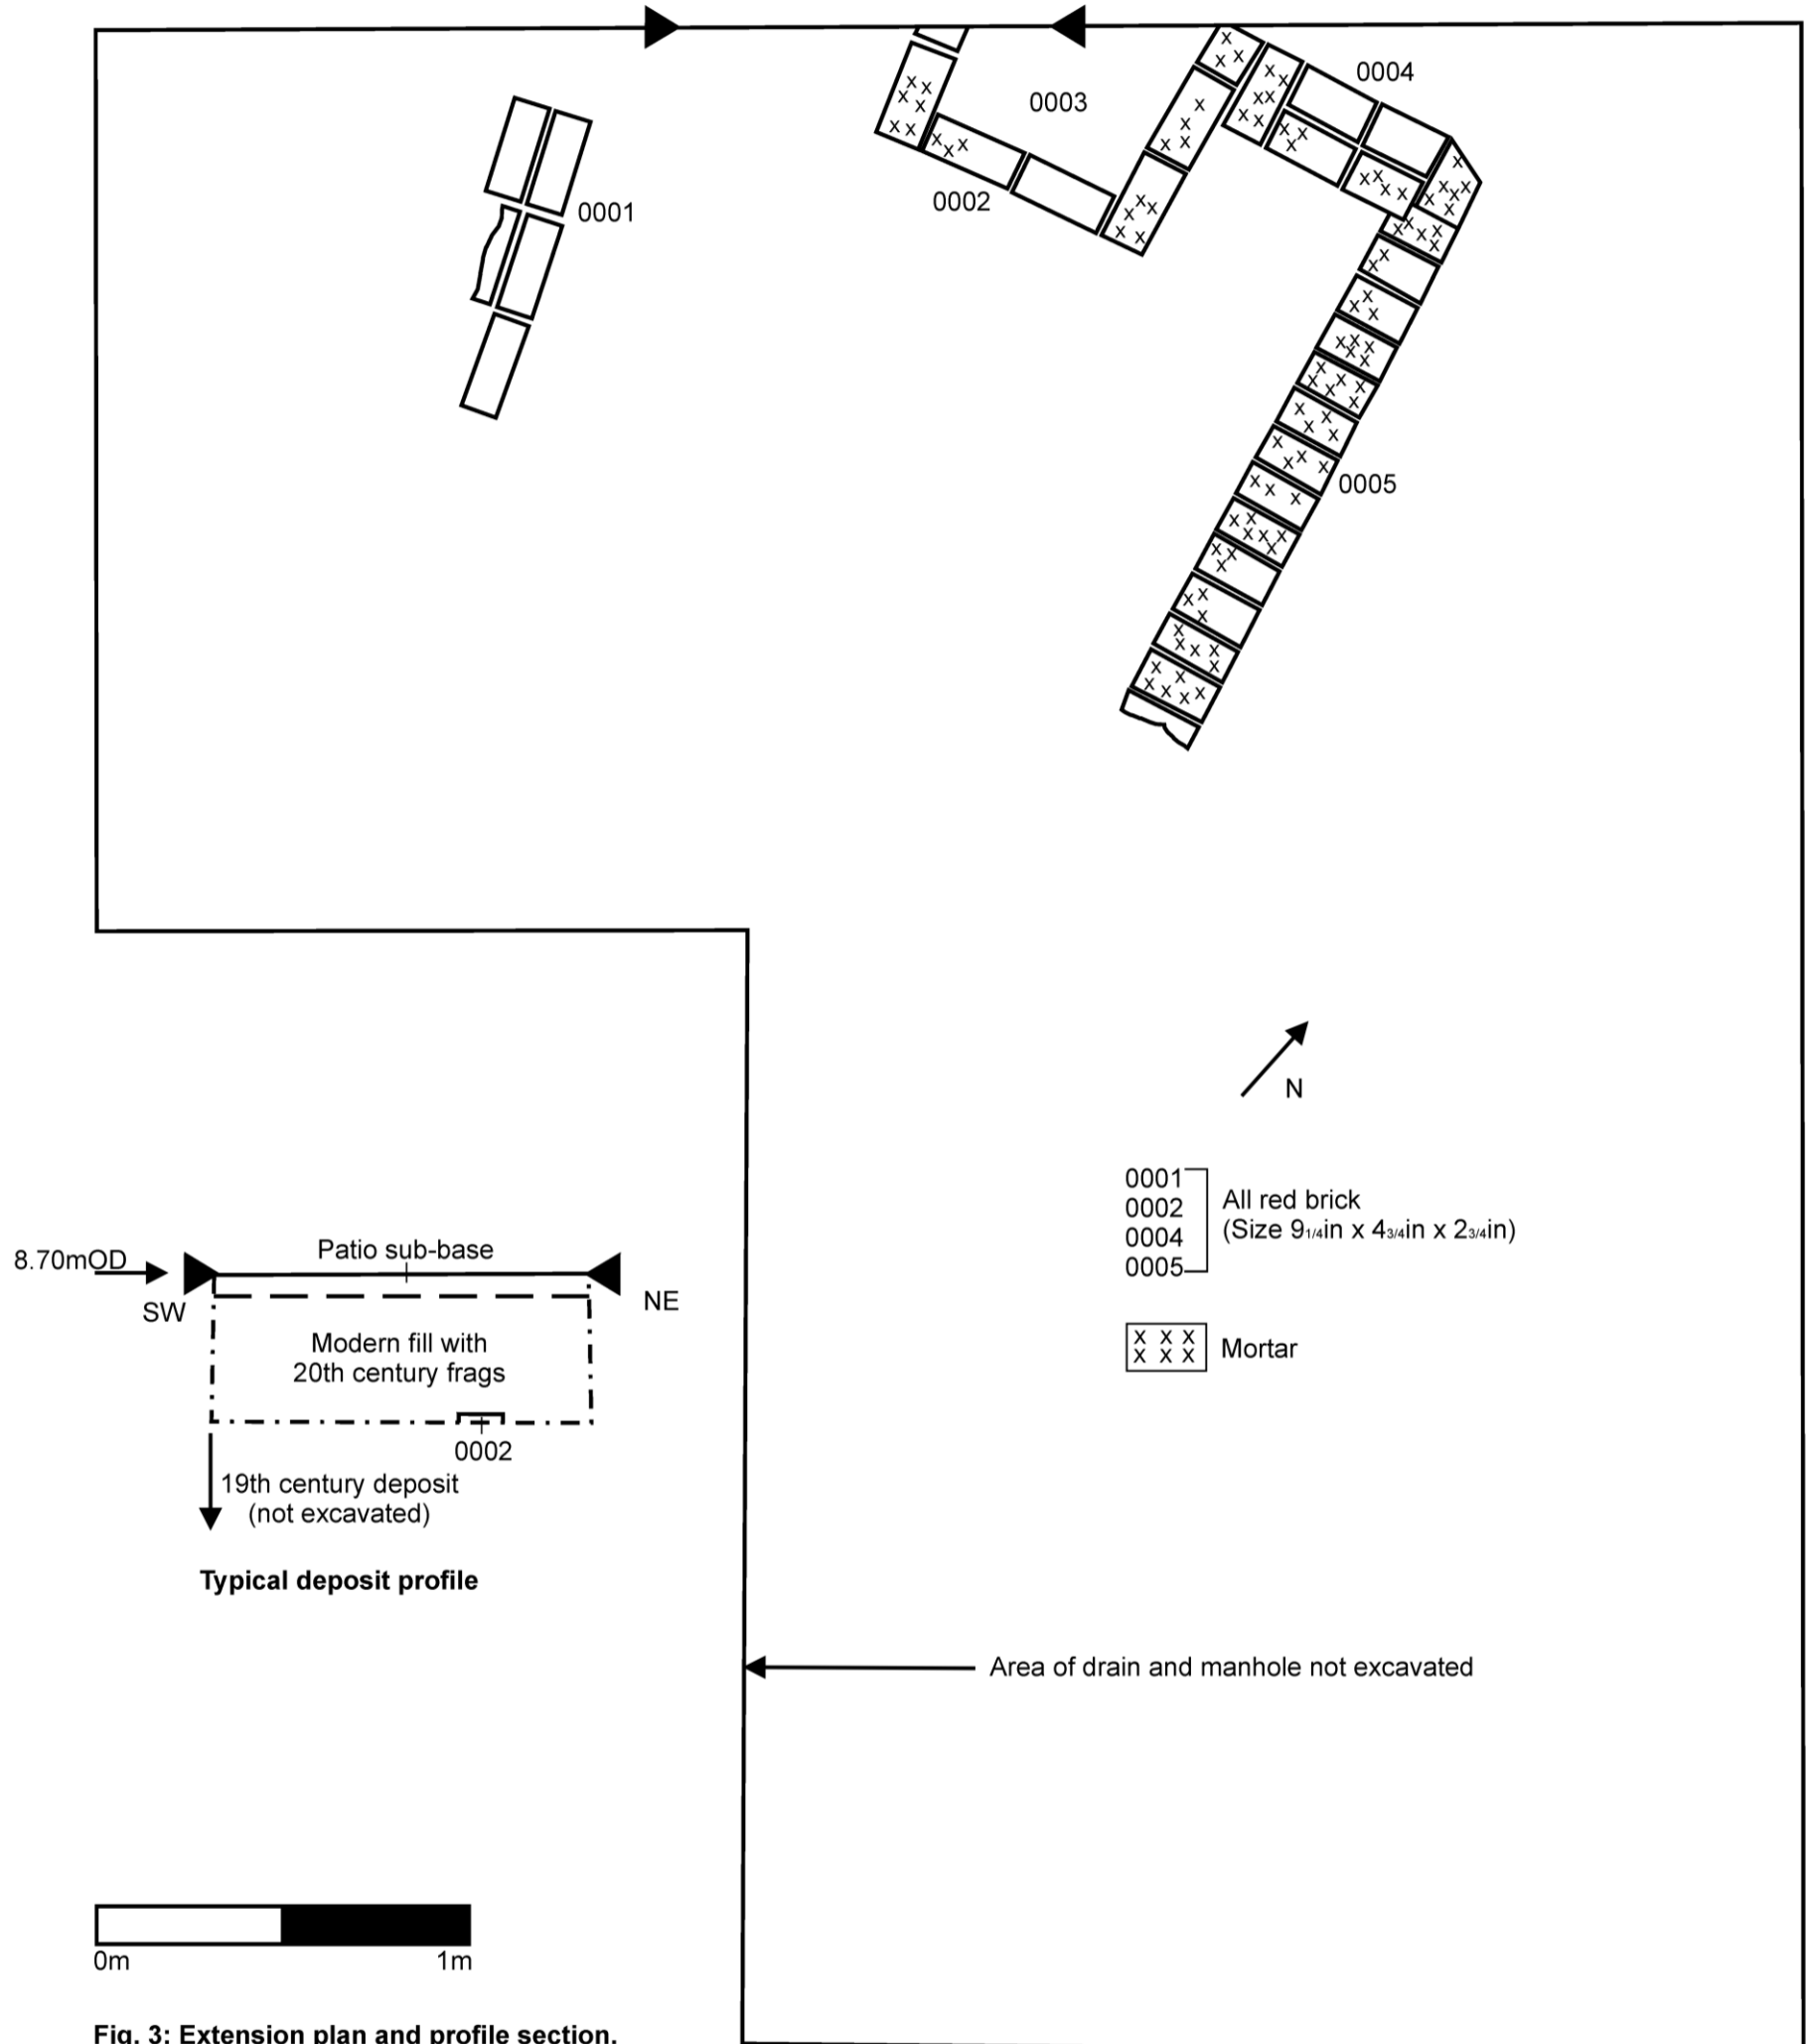 0004
0003
0002
0001
0005
N
0001
0002
0004
0005
All red brick
(Size 9 1/4in x 4 3/4in x 2 3/4in)
x x x
x x x
Mortar
8.70mOD
Patio sub-base
SW
NE
Modern fill with
20th century frags
0002
19th century deposit
(not excavated)
Typical deposit profile
Area of drain and manhole not excavated
0m 1m
Fig. 3: Extension plan and profile section.